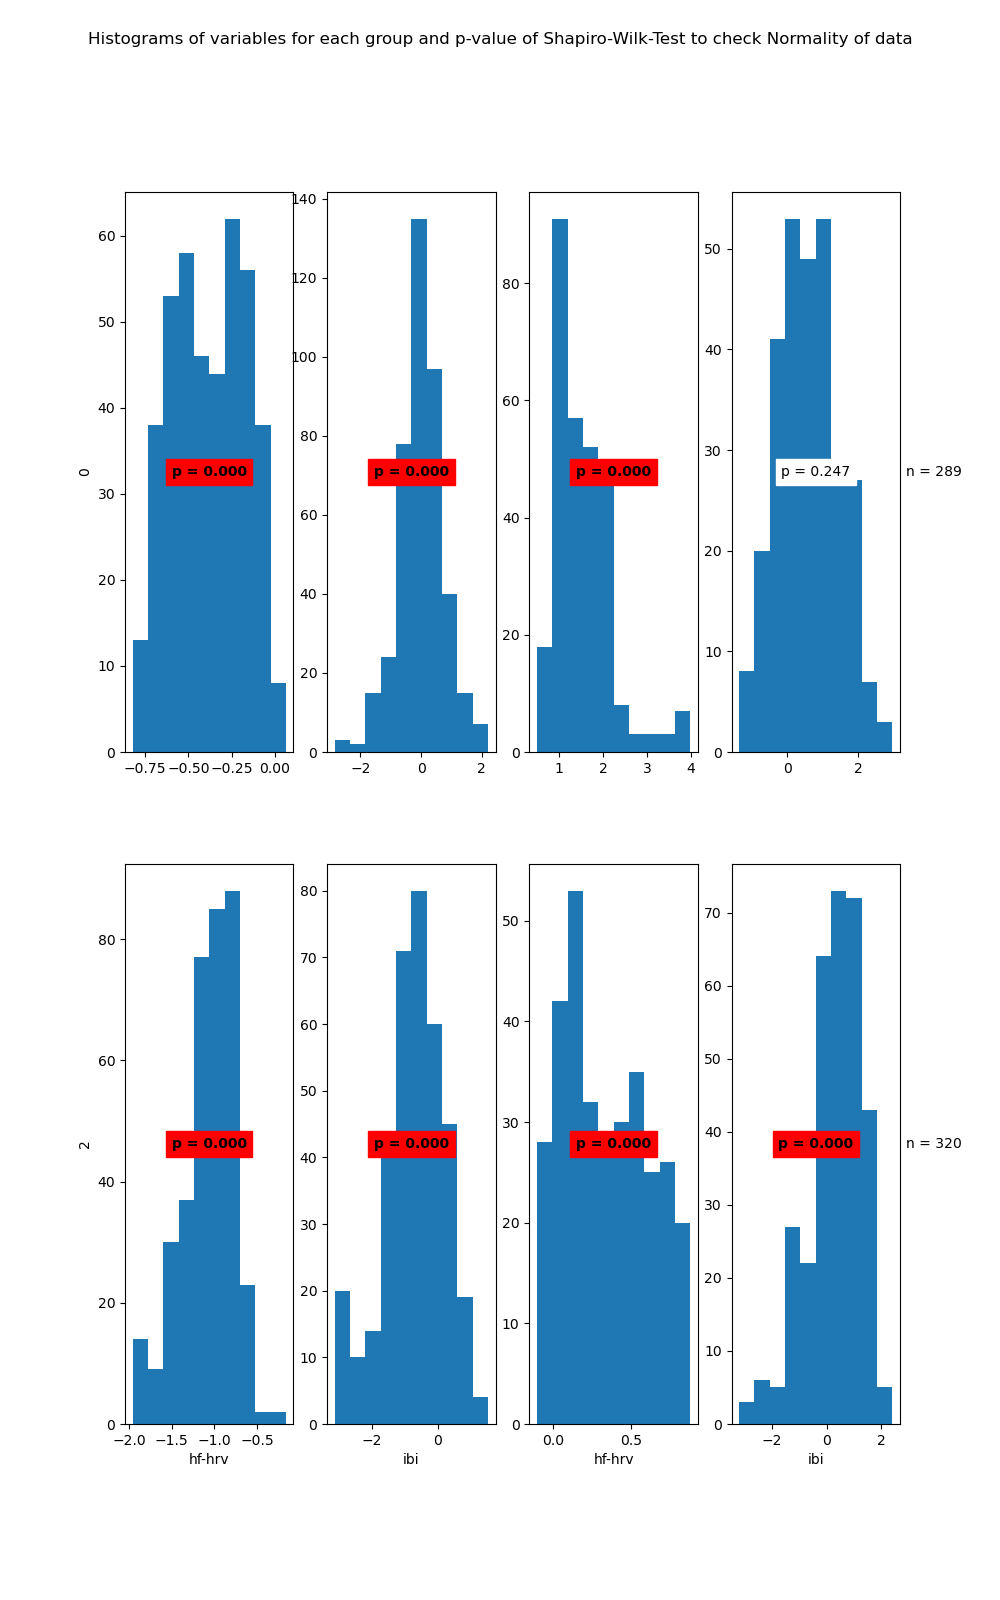 Histograms of variables for each group and p-value of Shapiro-Wilk-Test to check Normality of data
0
60
50
40
30
20
10
0
p = 0.000
−0.75 −0.50 −0.25 0.00
140
120
100
80
60
40
20
0
p = 0.000
−2 0 2
80
60
40
20
0
p = 0.000
1 2 3 4
50
40
30
20
10
0
p = 0.247
0 2
n = 289
2
80
60
40
20
0
p = 0.000
−2.0 −1.5 −1.0 −0.5
hf-hrv
80
70
60
50
40
30
20
10
0
p = 0.000
−2 0
ibi
50
40
30
20
10
0
p = 0.000
0.0 0.5
hf-hrv
70
60
50
40
30
20
10
0
p = 0.000
−2 0 2
ibi
n = 320